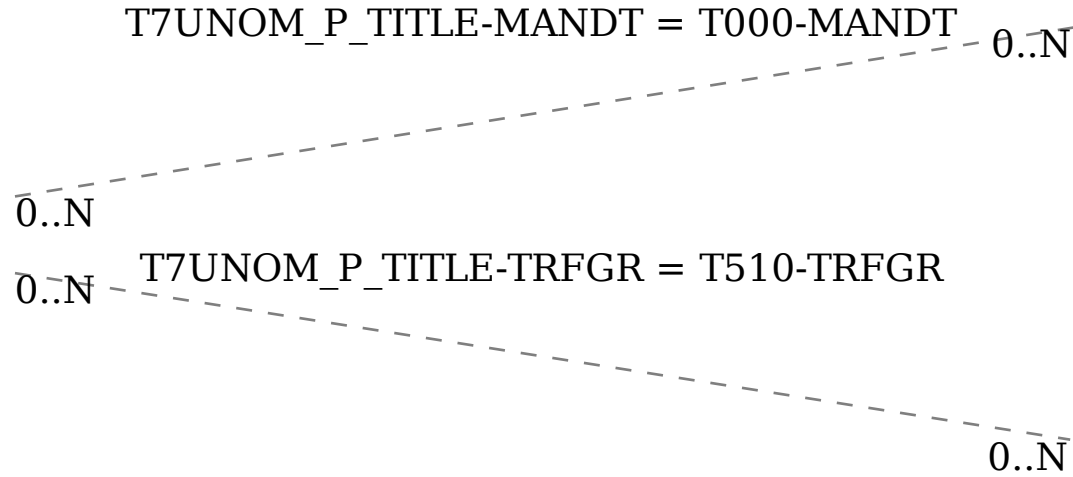 T7UNOM_P_TITLE-MANDT = T000-MANDT
0..N
0..N
T7UNOM_P_TITLE-TRFGR = T510-TRFGR
0..N
0..N